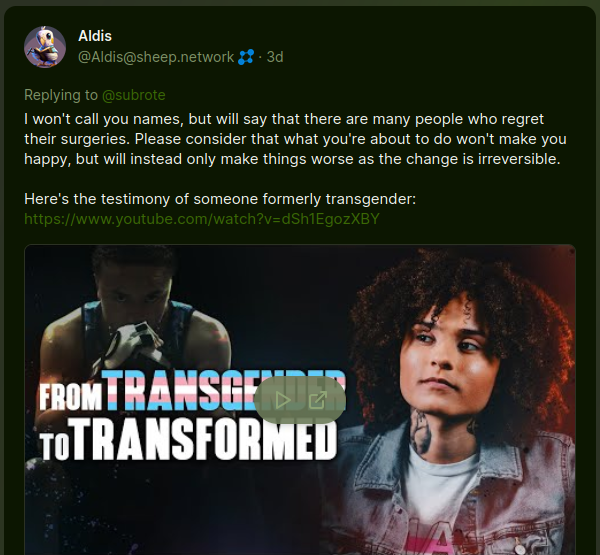 Aldis
@Aldis@sheep.network · 3d
Replying to @subrote
I won't call you names, but will say that there are many people who regret
their surgeries. Please consider that what you're about to do won't make you
happy, but will instead only make things worse as the change is irreversible.
Here's the testimony of someone formerly transgender:
https://www.youtube.com/watch?v=dSh1EgozXBY
FROM TRANSGENDER
TO TRANSFORMED